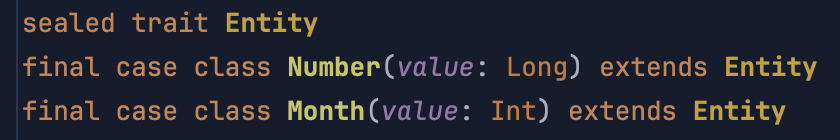 sealed trait Entity
final case class Number(value: Long) extends Entity
final case class Month(value: Int) extends Entity